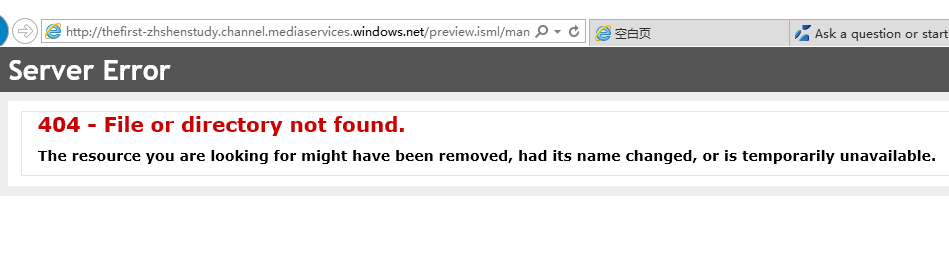 http://thefirst-zhshenstudy.channel.mediaservices.windows.net/preview.isml/man
空白页
Ask a question or start
Server Error
404 - File or directory not found.
The resource you are looking for might have been removed, had its name changed, or is temporarily unavailable.